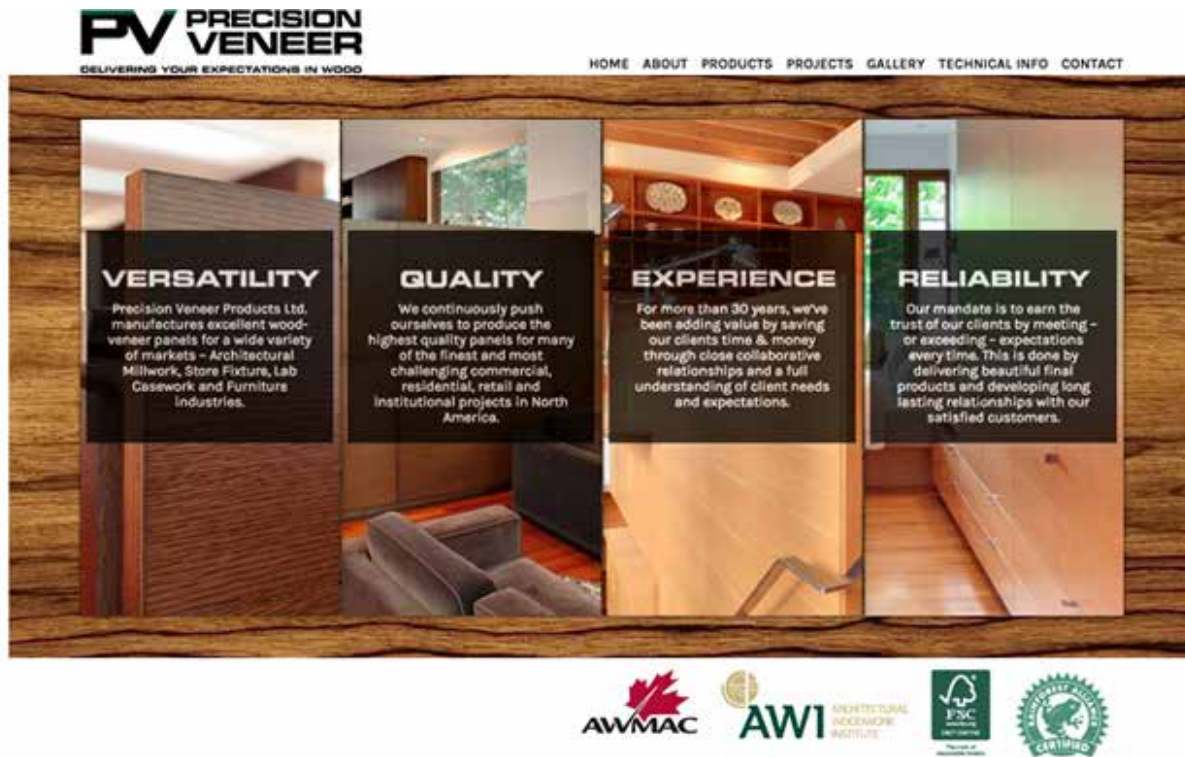 PV PRECISION
VENEER
DELIVERING YOUR EXPECTATIONS IN WOOD
HOME ABOUT PRODUCTS PROJECTS GALLERY TECHNICAL INFO CONTACT
VERSATILITY
Precision Veneer Products Ltd.
manufactures excellent wood-
veneer panels for a wide variety
of markets – Architectural
Millwork, Store Fixture, Lab
Casework and Furniture
industries.
QUALITY
We continuously push
ourselves to produce the
highest quality panels for many
of the finest and most
challenging commercial,
residential, retail and
institutional projects in North
America.
EXPERIENCE
For more than 30 years, we've
been adding value by saving
our clients time & money
through close collaborative
relationships and a full
understanding of client needs
and expectations.
RELIABILITY
Our mandate is to earn the
trust of our clients by meeting –
or exceeding – expectations
every time. This is done by
delivering beautiful final
products and developing long
lasting relationships with our
satisfied customers.
AWMAC
AWI ARCHITECTURAL
WOODWORK
INSTITUTE
FSC
RAINFOREST ALLIANCE
CERTIFIED